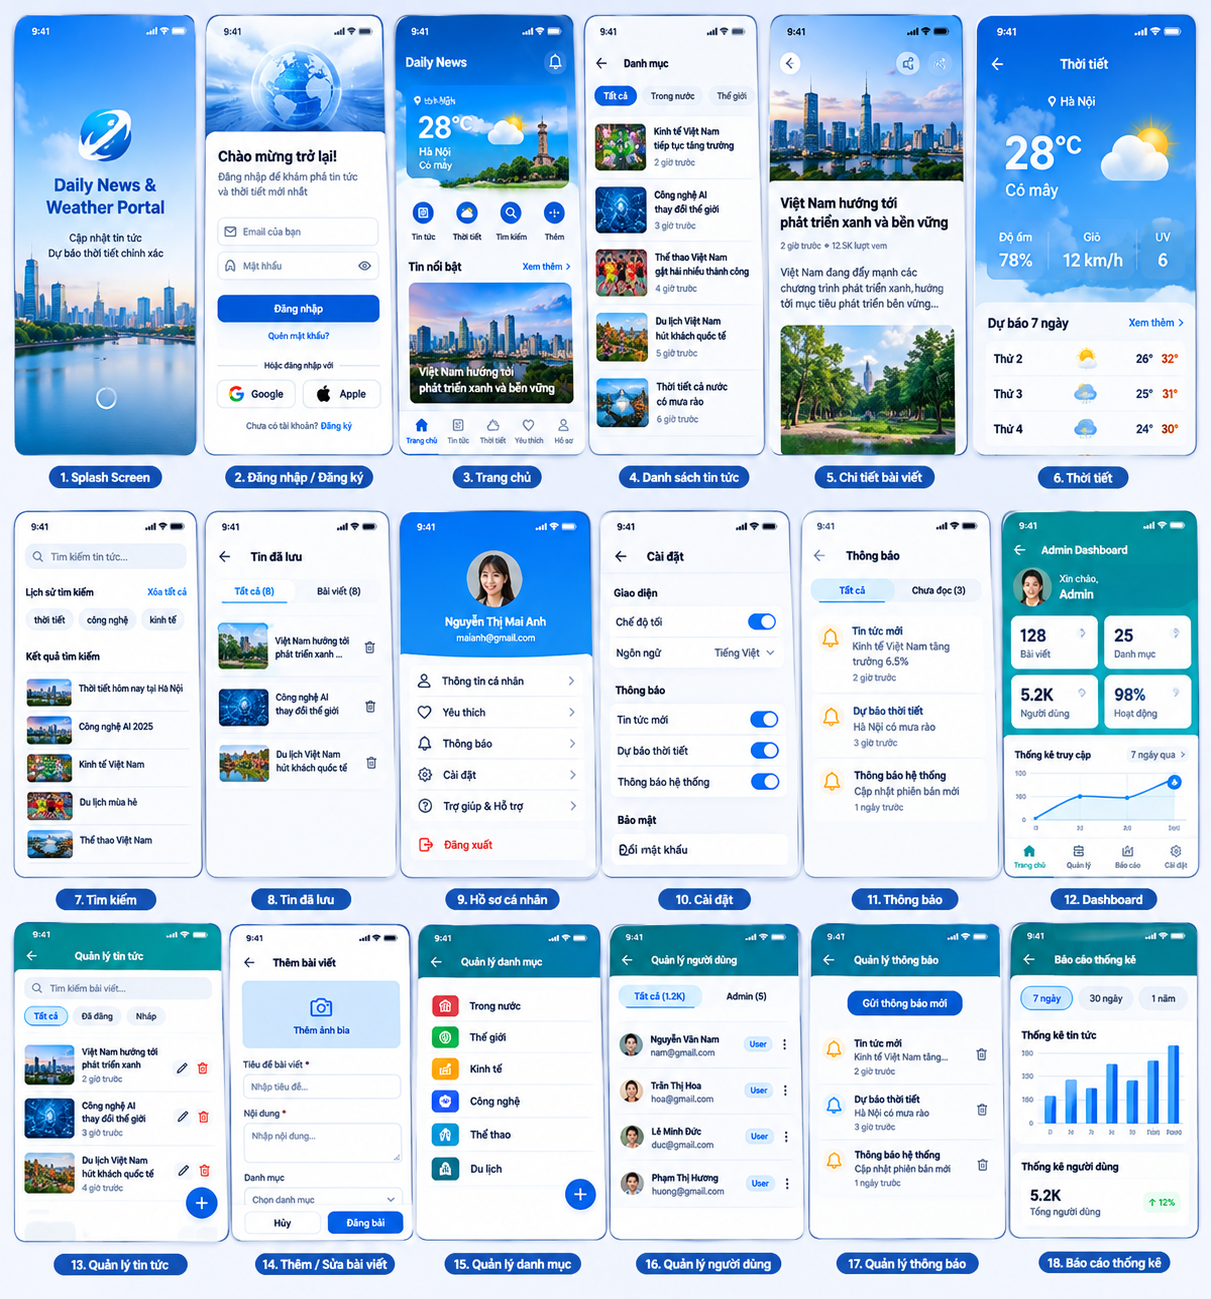 9:41
Daily News &
Weather Portal
Cập nhật tin tức
Dự báo thời tiết chính xác
1. Splash Screen
9:41
Chào mừng trở lại!
Đăng nhập để khám phá tin tức
và thời tiết mới nhất
Email của bạn
Mật khẩu
Đăng nhập
Quên mật khẩu?
Hoặc đăng nhập với
Google
Apple
Chưa có tài khoản? Đăng ký
2. Đăng nhập / Đăng ký
9:41
Daily News
28°C
Hà Nội
Có mây
Tin tức
Thời tiết
Tìm kiếm
Thêm
Tin nổi bật
Xem thêm
Việt Nam hướng tới
phát triển xanh và bền vững
Trang chủ
Tin tức
Thời tiết
Yêu thích
Hồ sơ
3. Trang chủ
9:41
Danh mục
Tất cả
Trong nước
Thế giới
Kinh tế Việt Nam
tiếp tục tăng trưởng
2 giờ trước
Công nghệ AI
thay đổi thế giới
3 giờ trước
Thể thao Việt Nam
gặt hái nhiều thành công
4 giờ trước
Du lịch Việt Nam
hút khách quốc tế
5 giờ trước
Thời tiết cả nước
có mưa rào
6 giờ trước
4. Danh sách tin tức
9:41
Việt Nam hướng tới
phát triển xanh và bền vững
2 giờ trước • 12.5K lượt xem
Việt Nam đang đẩy mạnh các
chương trình phát triển xanh, hướng
tới mục tiêu phát triển bền vững...
5. Chi tiết bài viết
9:41
Thời tiết
Hà Nội
28°C
Có mây
Độ ẩm
78%
Gió
12 km/h
UV
6
Dự báo 7 ngày
Xem thêm
Thứ 2
26° 32°
Thứ 3
25° 31°
Thứ 4
24° 30°
6. Thời tiết
9:41
Tìm kiếm tin tức...
Lịch sử tìm kiếm
Xóa tất cả
thời tiết
công nghệ
kinh tế
Kết quả tìm kiếm
Thời tiết hôm nay tại Hà Nội
Công nghệ AI 2025
Kinh tế Việt Nam
Du lịch mùa hè
Thể thao Việt Nam
7. Tìm kiếm
9:41
Tin đã lưu
Tất cả (8)
Bài viết (8)
Việt Nam hướng tới
phát triển xanh ...
Công nghệ AI
thay đổi thế giới
Du lịch Việt Nam
hút khách quốc tế
8. Tin đã lưu
9:41
Nguyễn Thị Mai Anh
maianh@gmail.com
Thông tin cá nhân
Yêu thích
Thông báo
Cài đặt
Trợ giúp & Hỗ trợ
Đăng xuất
9. Hồ sơ cá nhân
9:41
Cài đặt
Giao diện
Chế độ tối
Ngôn ngữ
Tiếng Việt
Thông báo
Tin tức mới
Dự báo thời tiết
Thông báo hệ thống
Bảo mật
Đổi mật khẩu
10. Cài đặt
9:41
Thông báo
Tất cả
Chưa đọc (3)
Tin tức mới
Kinh tế Việt Nam tăng
trưởng 6.5%
2 giờ trước
Dự báo thời tiết
Hà Nội có mưa rào
3 giờ trước
Thông báo hệ thống
Cập nhật phiên bản mới
1 ngày trước
11. Thông báo
9:41
Admin Dashboard
Xin chào,
Admin
128
Bài viết
25
Danh mục
5.2K
Người dùng
98%
Hoạt động
Thống kê truy cập
7 ngày qua
0
Trang chủ
Quản lý
Báo cáo
Cài đặt
12. Dashboard
9:41
Quản lý tin tức
Tìm kiếm bài viết...
Tất cả
Đã đăng
Nháp
Việt Nam hướng tới
phát triển xanh
2 giờ trước
Công nghệ AI
thay đổi thế giới
3 giờ trước
Du lịch Việt Nam
hút khách quốc tế
4 giờ trước
13. Quản lý tin tức
9:41
Thêm bài viết
Thêm ảnh bìa
Tiêu đề bài viết *
Nhập tiêu đề...
Nội dung *
Nhập nội dung...
Danh mục
Chọn danh mục
Hủy
Đăng bài
14. Thêm / Sửa bài viết
9:41
Quản lý danh mục
Trong nước
Thế giới
Kinh tế
Công nghệ
Thể thao
Du lịch
15. Quản lý danh mục
9:41
Quản lý người dùng
Tất cả (1.2K)
Admin (5)
Nguyễn Văn Nam
nam@gmail.com
User
Trần Thị Hoa
hoa@gmail.com
User
Lê Minh Đức
duc@gmail.com
User
Phạm Thị Hương
huong@gmail.com
User
16. Quản lý người dùng
9:41
Quản lý thông báo
Gửi thông báo mới
Tin tức mới
Kinh tế Việt Nam tăng...
2 giờ trước
Dự báo thời tiết
Hà Nội có mưa rào
3 giờ trước
Thông báo hệ thống
Cập nhật phiên bản mới
1 ngày trước
17. Quản lý thông báo
9:41
Báo cáo thống kê
7 ngày
30 ngày
1 năm
Thống kê tin tức
0
Thống kê người dùng
5.2K
Tổng người dùng
↑ 12%
18. Báo cáo thống kê